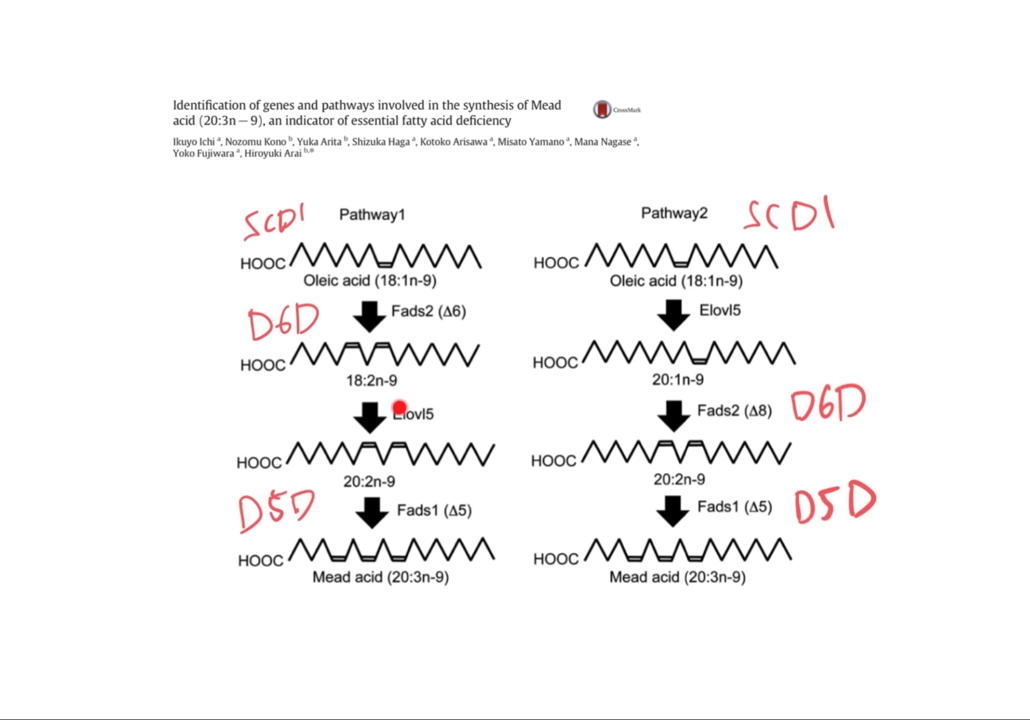 Identification of genes and pathways involved in the synthesis of Mead
acid (20:3n − 9), an indicator of essential fatty acid deficiency
CrossMark
Ikuyo Ichi ª, Nozomu Kono ᵇ, Yuka Arita ᵇ, Shizuka Haga ª, Kotoko Arisawa ª, Misato Yamano ª, Mana Nagase ª,
Yoko Fujiwara ª, Hiroyuki Arai ᵇ,*
SCD1
Pathway1
HOOC
Oleic acid (18:1n-9)
D6D
Fads2 (Δ6)
HOOC
18:2n-9
Elovl5
HOOC
20:2n-9
D5D
Fads1 (Δ5)
HOOC
Mead acid (20:3n-9)
Pathway2
SCD1
HOOC
Oleic acid (18:1n-9)
Elovl5
HOOC
20:1n-9
Fads2 (Δ8)
D6D
HOOC
20:2n-9
Fads1 (Δ5)
D5D
HOOC
Mead acid (20:3n-9)